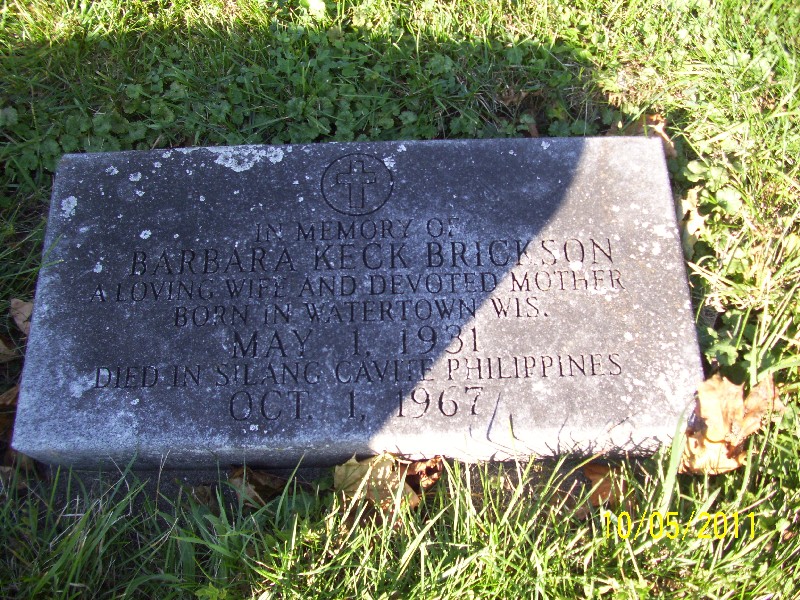 IN MEMORY OF
BARBARA KECK BRICKSON
A LOVING WIFE AND DEVOTED MOTHER
BORN IN WATERTOWN WIS.
MAY 1, 1931
DIED IN SILANG CAVITE PHILIPPINES
OCT. 1, 1967
10/05/2011